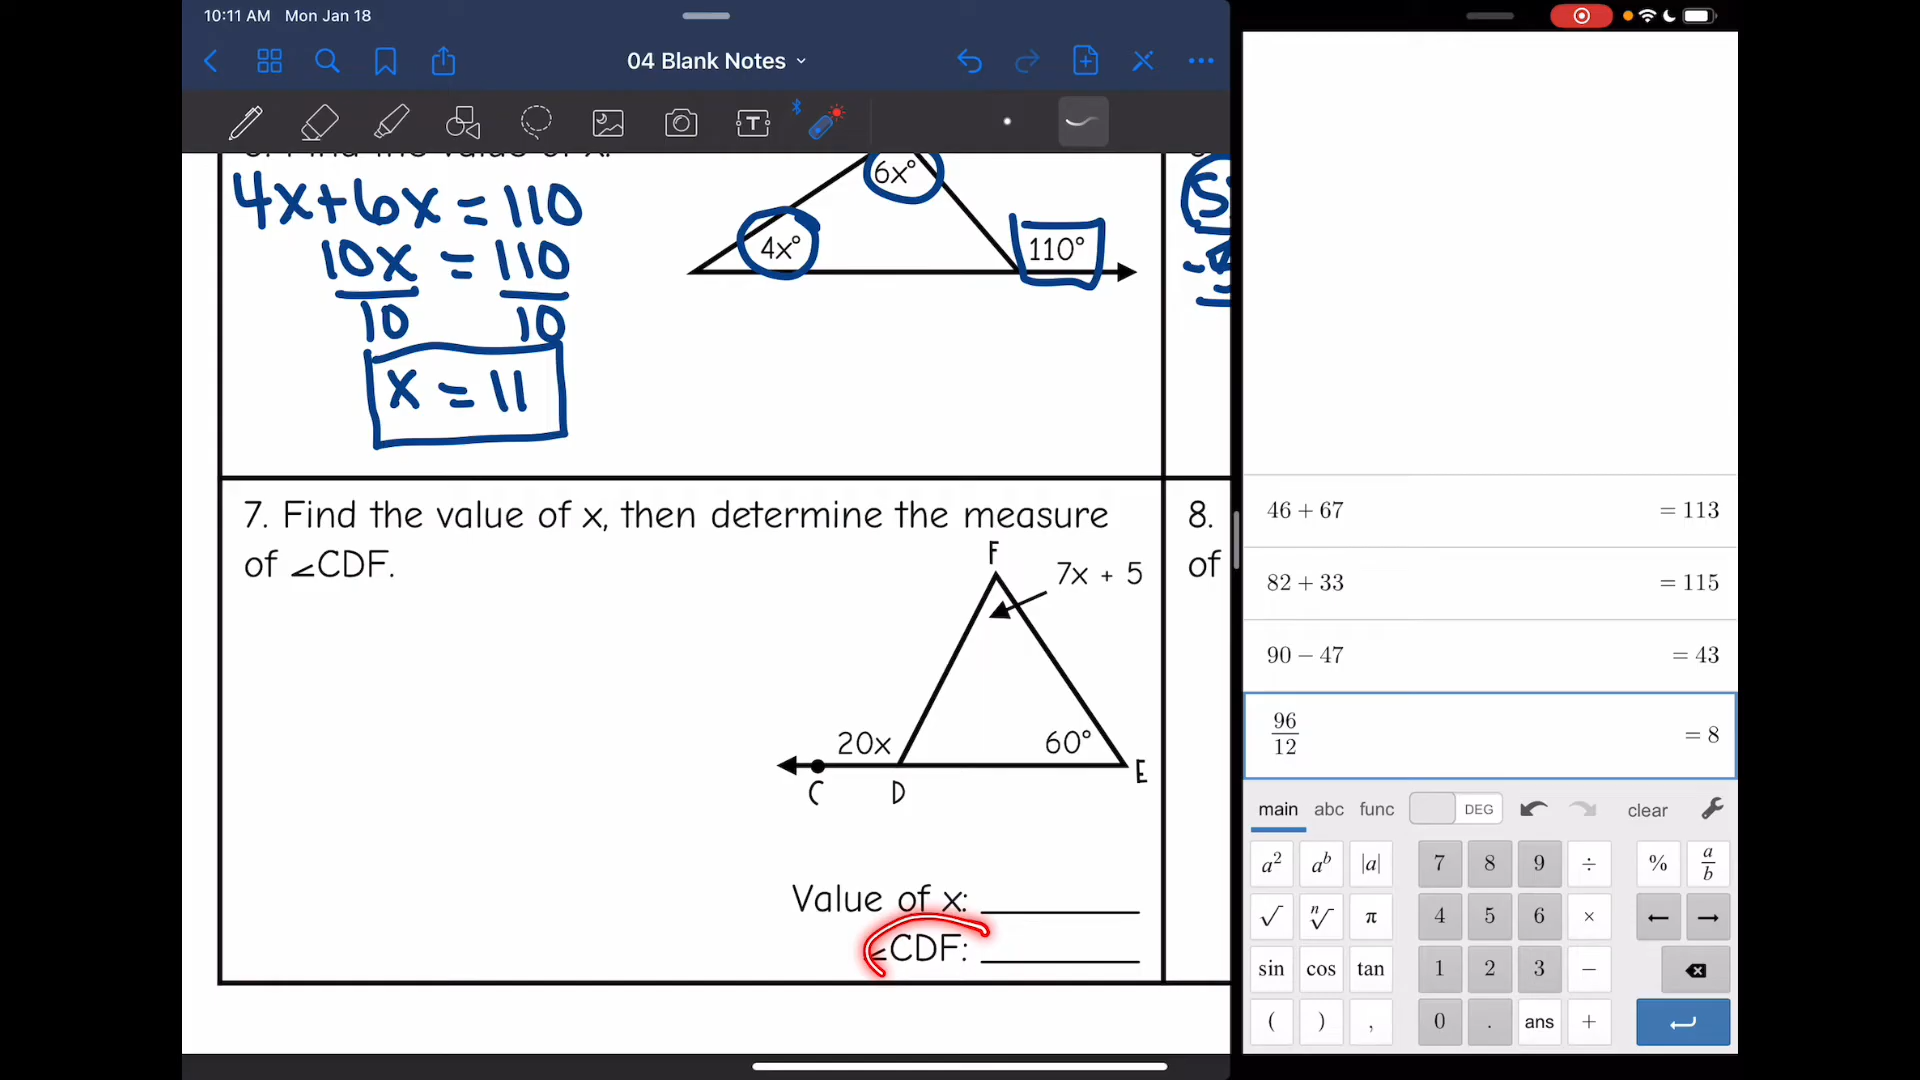 10:11 AM Mon Jan 18
04 Blank Notes
T
4x+6x=110
10x = 110
10 10
x = 11
6x°
4x°
110°
7. Find the value of x, then determine the measure
of ∠CDF.
F
7x + 5
20x
60°
C
D
E
Value of x:
∠CDF:
8.
of
46 + 67 = 113
82 + 33 = 115
90 − 47 = 43
96
12
= 8
main abc func DEG clear
a² aᵇ |a| 7 8 9 ÷ % a/b
√ ⁿ√ π 4 5 6 × ← →
sin cos tan 1 2 3 −
( ) , 0 . ans +